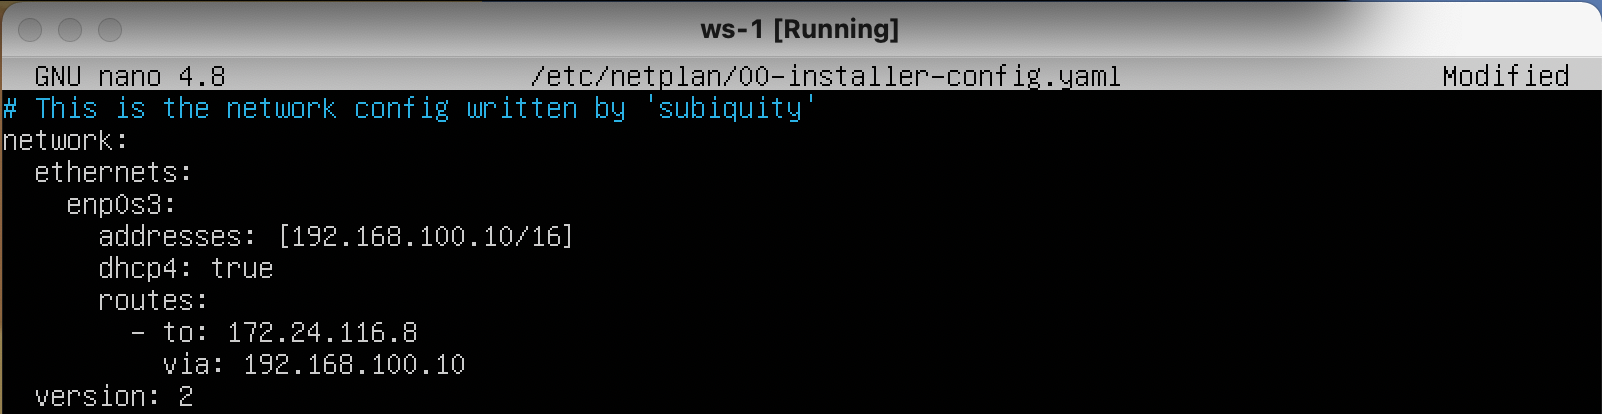 ws-1 [Running]
GNU nano 4.8 /etc/netplan/00-installer-config.yaml Modified
# This is the network config written by 'subiquity'
network:
  ethernets:
    enp0s3:
      addresses: [192.168.100.10/16]
      dhcp4: true
      routes:
        - to: 172.24.116.8
          via: 192.168.100.10
  version: 2